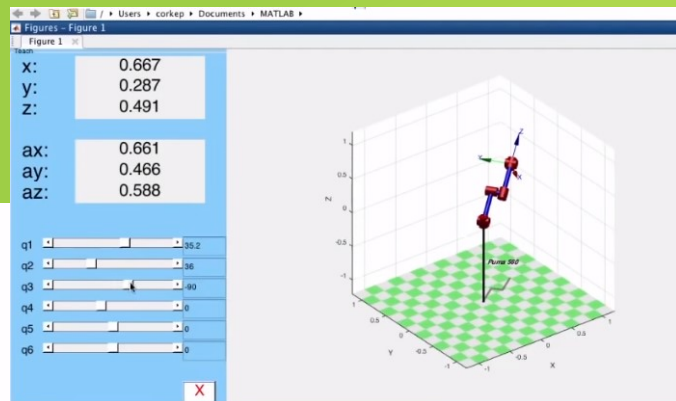 / ▸ Users ▸ corkep ▸ Documents ▸ MATLAB ▸
Figures - Figure 1
Figure 1
Teach
x: 0.667
y: 0.287
z: 0.491
ax: 0.661
ay: 0.466
az: 0.588
q1 35.2
q2 36
q3 -90
q4 0
q5 0
q6 0
X
Z
1
0.5
0
-0.5
-1
Z
Puma 560
1
0.5
0
-0.5
-1
Y
-1
-0.5
0
0.5
1
X